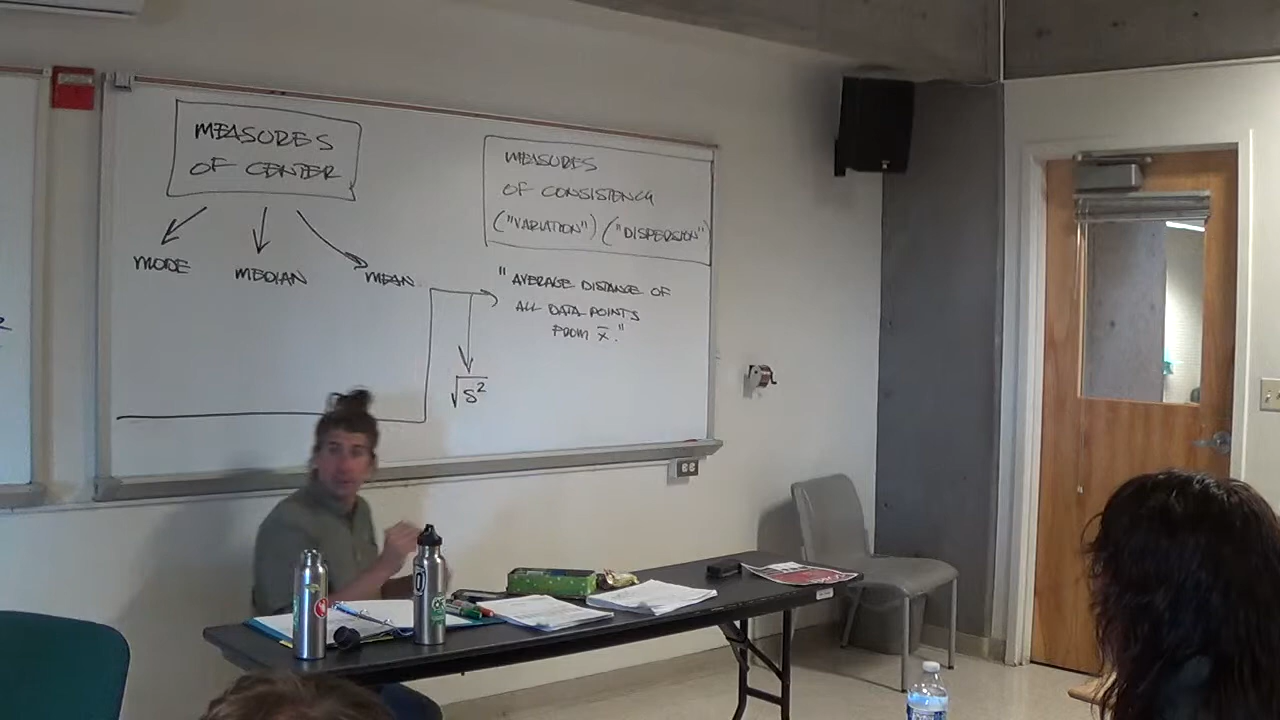 MEASURES
OF CENTER
MODE
MEDIAN
MEAN
MEASURES
OF CONSISTENCY
("VARIATION") ("DISPERSION"
"AVERAGE DISTANCE OF
ALL DATA POINTS
FROM x̄."
√s²